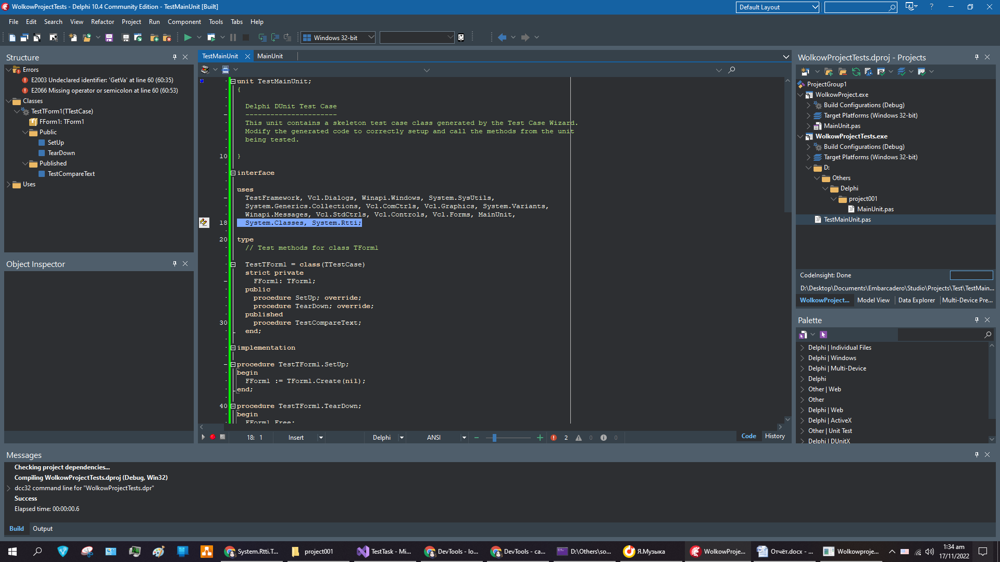 WolkowProjectTests - Delphi 10.4 Community Edition - TestMainUnit [Built]
Default Layout
File Edit Search View Refactor Project Run Component Tools Tabs Help
Windows 32-bit
Structure
Errors
E2003 Undeclared identifier: 'GetVa' at line 60 (60:35)
E2066 Missing operator or semicolon at line 60 (60:53)
Classes
TestTForm1(TTestCase)
FForm1: TForm1
Public
SetUp
TearDown
Published
TestCompareText
Uses
Object Inspector
TestMainUnit MainUnit
unit TestMainUnit;
{
Delphi DUnit Test Case
----------------------
This unit contains a skeleton test case class generated by the Test Case Wizard.
Modify the generated code to correctly setup and call the methods from the unit
being tested.
10 }
interface
uses
TestFramework, Vcl.Dialogs, Winapi.Windows, System.SysUtils,
System.Generics.Collections, Vcl.ComCtrls, Vcl.Graphics, System.Variants,
Winapi.Messages, Vcl.StdCtrls, Vcl.Controls, Vcl.Forms, MainUnit,
18 System.Classes, System.Rtti;
20 type
// Test methods for class TForm1
TestTForm1 = class(TTestCase)
strict private
FForm1: TForm1;
public
procedure SetUp; override;
procedure TearDown; override;
published
30 procedure TestCompareText;
end;
implementation
procedure TestTForm1.SetUp;
begin
FForm1 := TForm1.Create(nil);
end;
40 procedure TestTForm1.TearDown;
begin
FForm1.Free;
18: 1 Insert Delphi ANSI 2 0 0 Code History
WolkowProjectTests.dproj - Projects
ProjectGroup1
WolkowProject.exe
Build Configurations (Debug)
Target Platforms (Windows 32-bit)
MainUnit.pas
WolkowProjectTests.exe
Build Configurations (Debug)
Target Platforms (Windows 32-bit)
D:
Others
Delphi
project001
MainUnit.pas
TestMainUnit.pas
CodeInsight: Done
D:\Desktop\Documents\Embarcadero\Studio\Projects\Test\TestMain...
WolkowProject... Model View Data Explorer Multi-Device Pre...
Palette
Delphi | Individual Files
Delphi | Windows
Delphi | Multi-Device
Delphi
Other | Web
Other
Delphi | Web
Delphi | ActiveX
Other | Unit Test
Delphi | DUnitX
Messages
Checking project dependencies...
Compiling WolkowProjectTests.dproj (Debug, Win32)
dcc32 command line for "WolkowProjectTests.dpr"
Success
Elapsed time: 00:00:00.6
Build Output
System.Rtti.T... project001 TestTask - Mi... DevTools - lo... DevTools - ca... D:\Others\so... Я.Музыка WolkowProje... Отчёт.docx - ... Wolkowproje...
1:34 am
17/11/2022